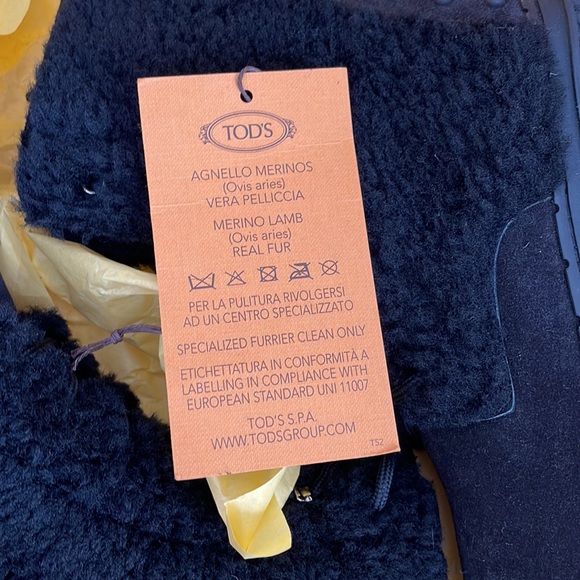 TOD'S
AGNELLO MERINOS
(Ovis aries)
VERA PELLICCIA
MERINO LAMB
(Ovis aries)
REAL FUR
PER LA PULITURA RIVOLGERSI
AD UN CENTRO SPECIALIZZATO
SPECIALIZED FURRIER CLEAN ONLY
ETICHETTATURA IN CONFORMITÀ A
LABELLING IN COMPLIANCE WITH
EUROPEAN STANDARD UNI 11007
TOD'S S.P.A.
WWW.TODSGROUP.COM
T52